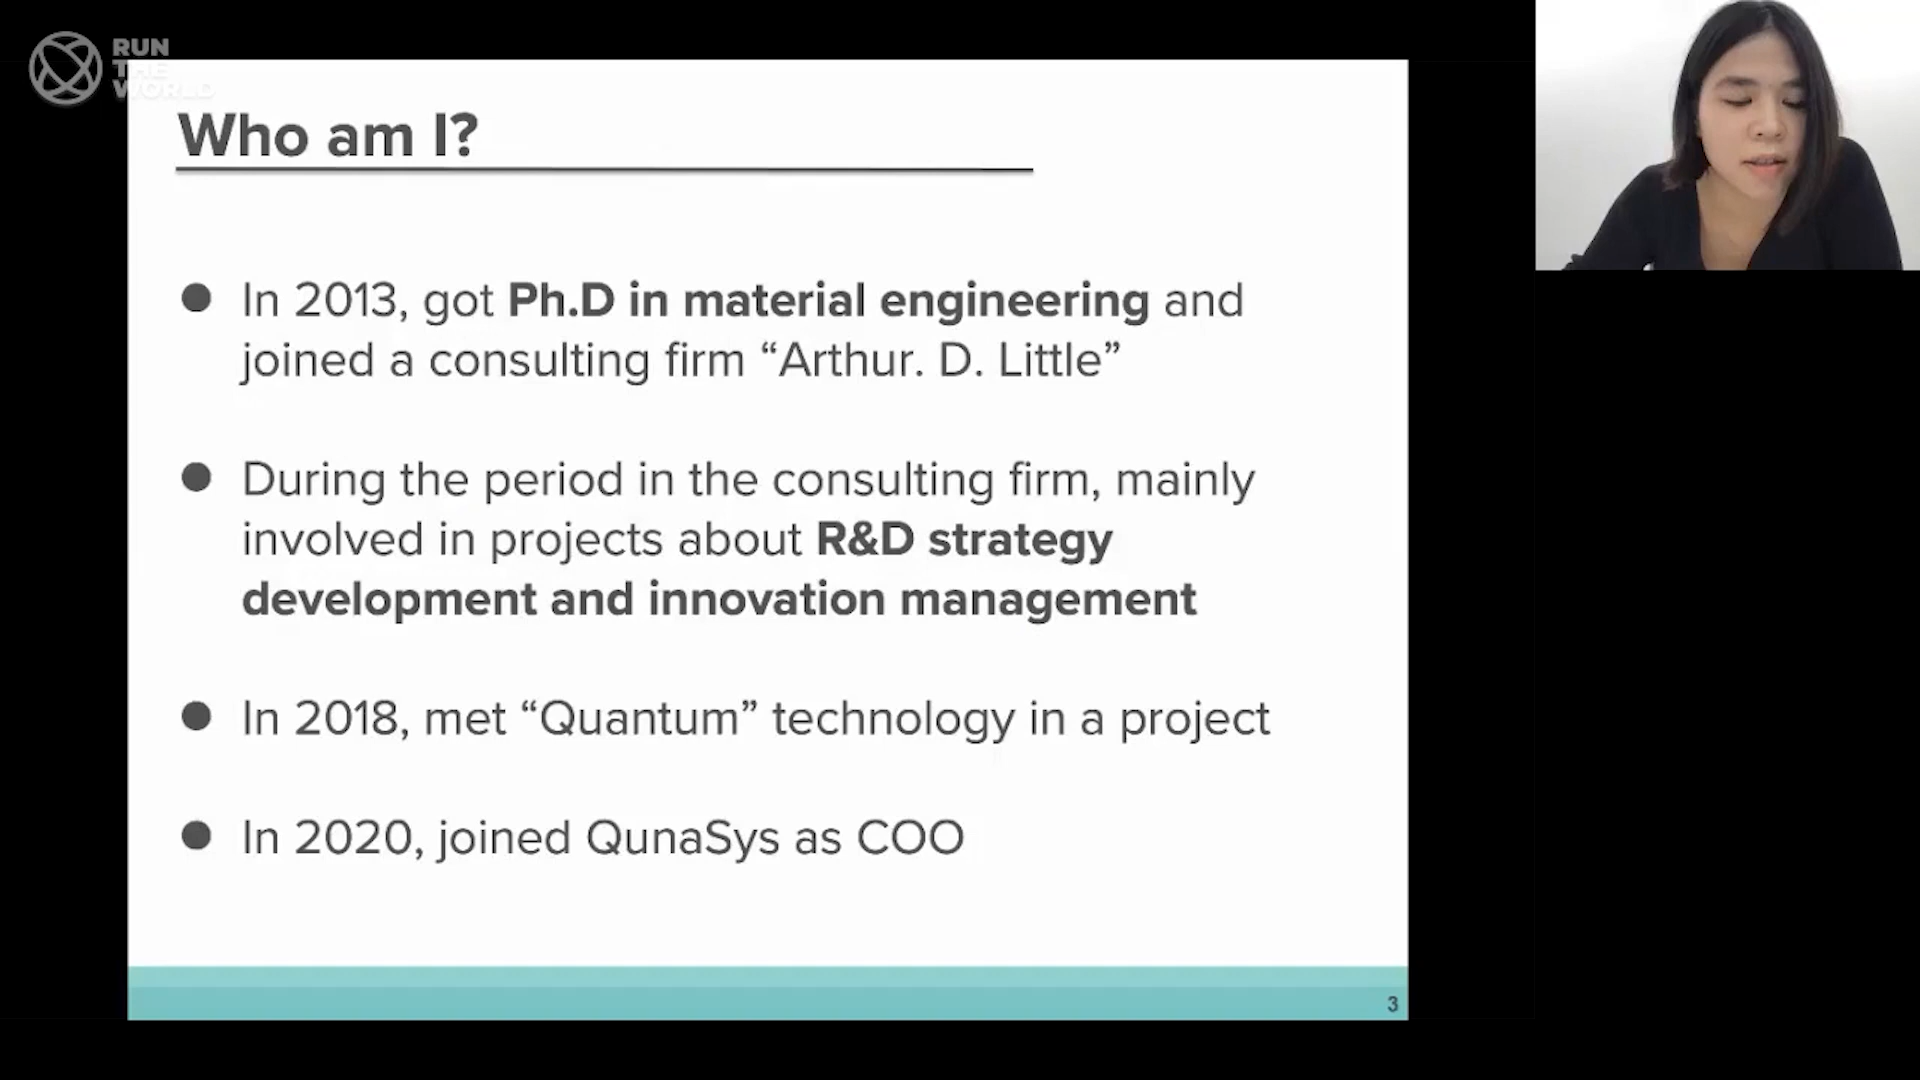 RUN
THE
WORLD
Who am I?
● In 2013, got Ph.D in material engineering and
joined a consulting firm “Arthur. D. Little”
● During the period in the consulting firm, mainly
involved in projects about R&D strategy
development and innovation management
● In 2018, met “Quantum” technology in a project
● In 2020, joined QunaSys as COO
3